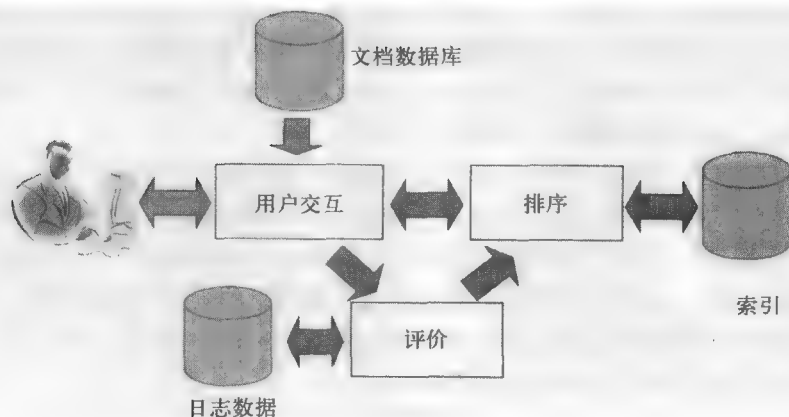 文档数据库
用户交互
排序
索引
评价
日志数据